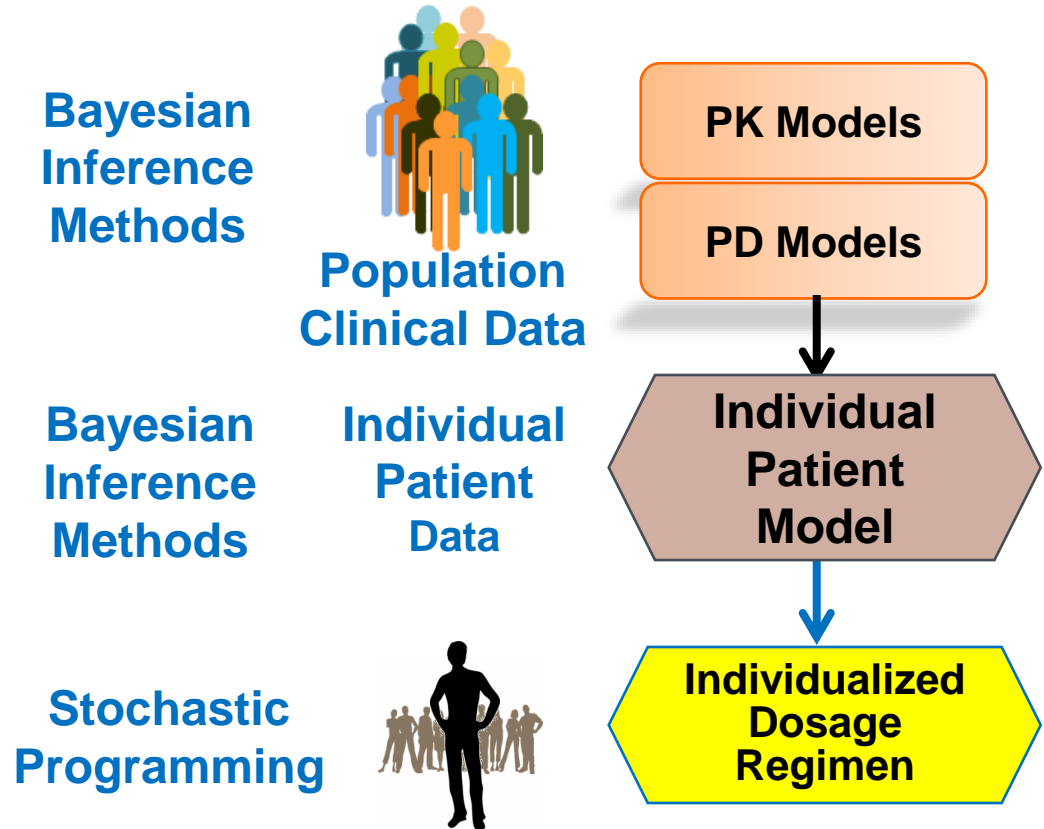 Bayesian
Inference
Methods
Population
Clinical Data
PK Models
PD Models
Bayesian
Inference
Methods
Individual
Patient
Data
Individual
Patient
Model
Stochastic
Programming
Individualized
Dosage
Regimen